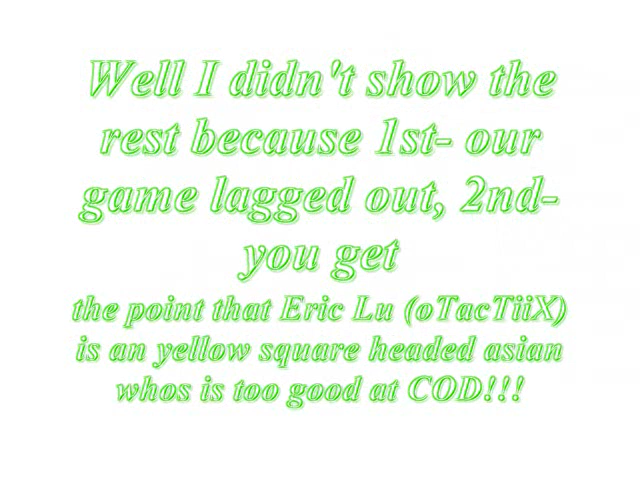 Well I didn't show the
rest because 1st- our
game lagged out, 2nd-
you get
the point that Eric Lu (oTacTiiX)
is an yellow square headed asian
whos is too good at COD!!!